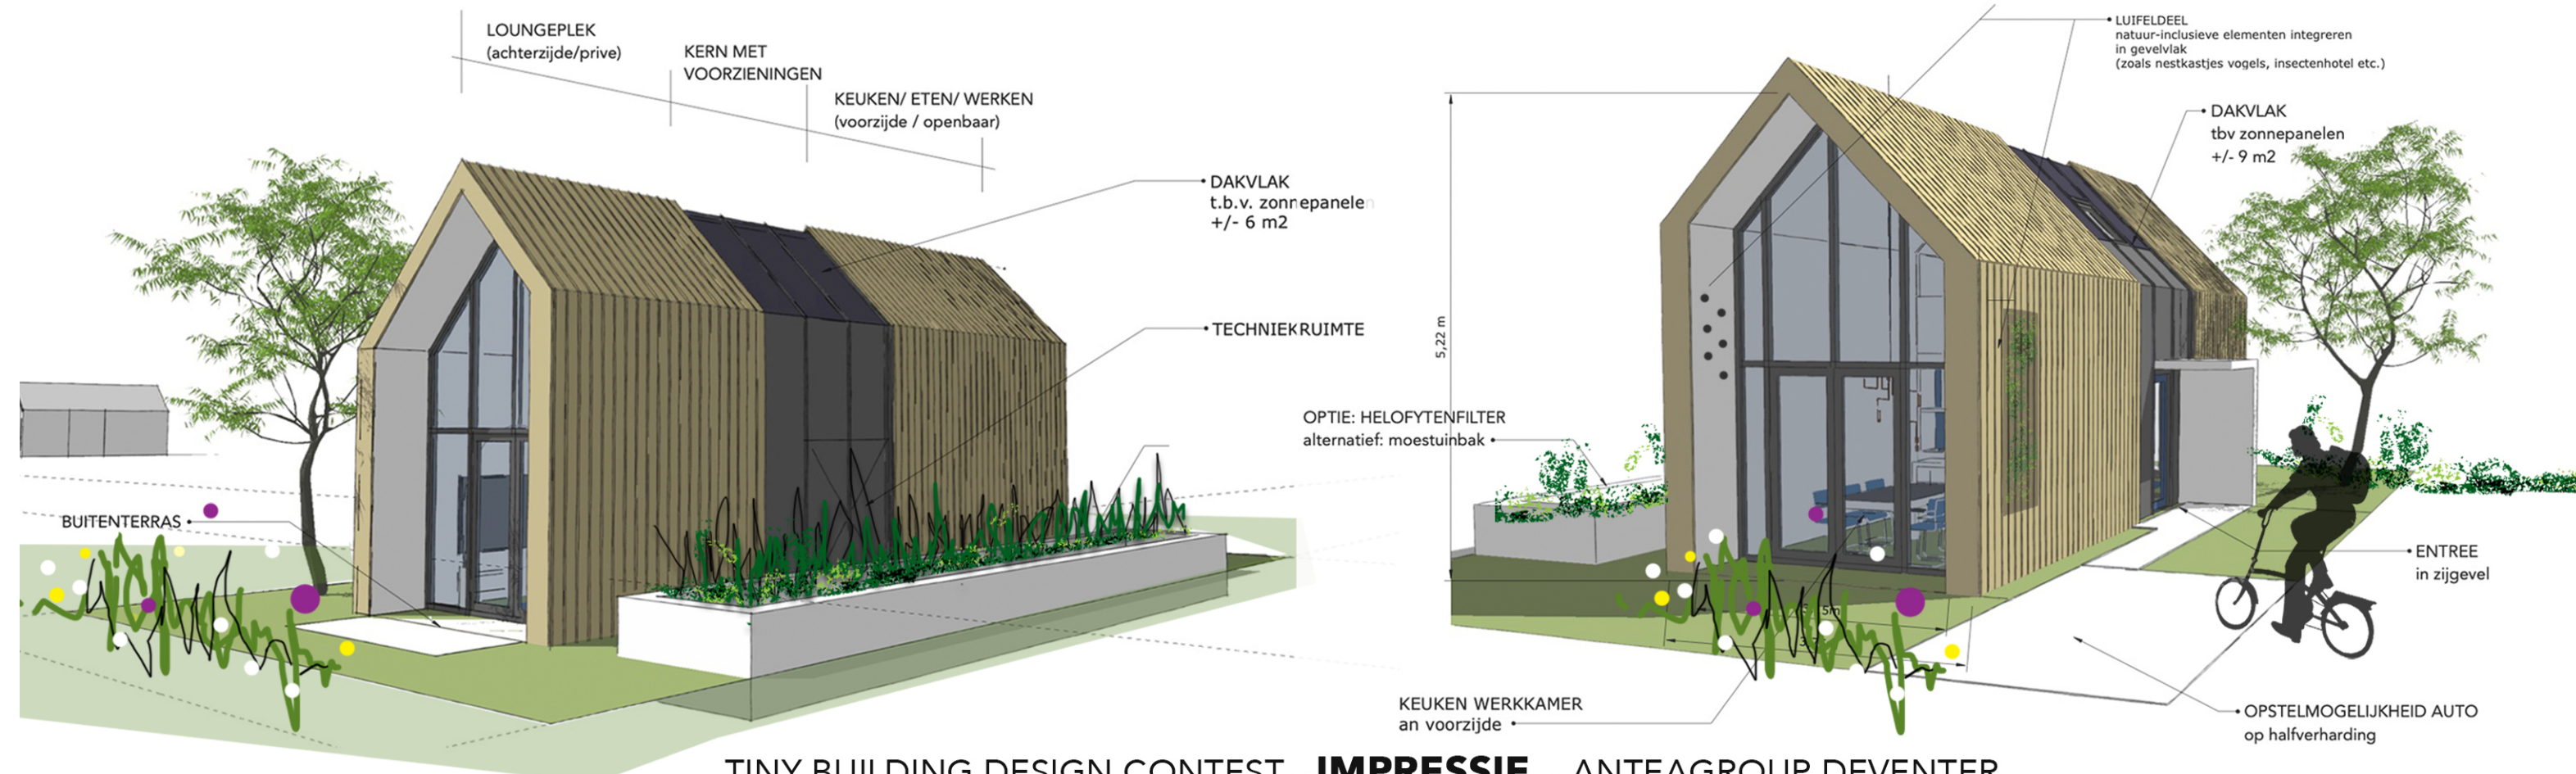 LOUNGEPLEK
(achterzijde/prive)
KERN MET
VOORZIENINGEN
KEUKEN/ ETEN/ WERKEN
(voorzijde / openbaar)
DAKVLAK
t.b.v. zonnepanelen
+/- 6 m2
TECHNIEKRUIMTE
BUITENTERRAS
LUIFELDEEL
natuur-inclusieve elementen integreren
in gevelvlak
(zoals nestkastjes vogels, insectenhotel etc.)
DAKVLAK
tbv zonnepanelen
+/- 9 m2
5,22 m
OPTIE: HELOFYTENFILTER
alternatief: moestuinbak
ENTREE
in zijgevel
KEUKEN WERKKAMER
an voorzijde
OPSTELMOGELIJKHEID AUTO
op halfverharding
TINY BUILDING DESIGN CONTEST IMPRESSIE ANTEAGROUP DEVENTER